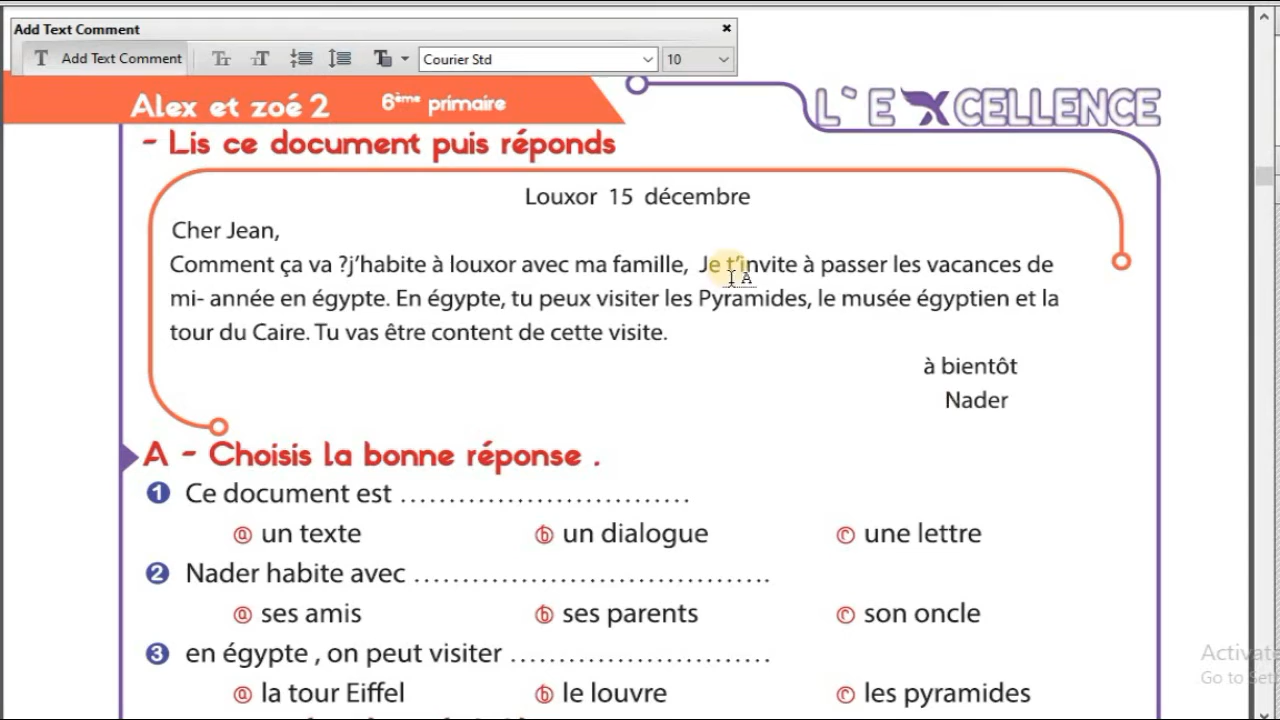 Add Text Comment
Add Text Comment
Courier Std
10
Alex et zoé 2 6ème primaire
L`EXCELLENCE
- Lis ce document puis réponds
Louxor 15 décembre
Cher Jean,
Comment ça va ?j'habite à louxor avec ma famille, Je t'invite à passer les vacances de
mi- année en égypte. En égypte, tu peux visiter les Pyramides, le musée égyptien et la
tour du Caire. Tu vas être content de cette visite.
à bientôt
Nader
A - Choisis la bonne réponse .
1 Ce document est ..............................
a un texte b un dialogue c une lettre
2 Nader habite avec .....................................
a ses amis b ses parents c son oncle
3 en égypte , on peut visiter ...........................
a la tour Eiffel b le louvre c les pyramides
Activate
Go to Set